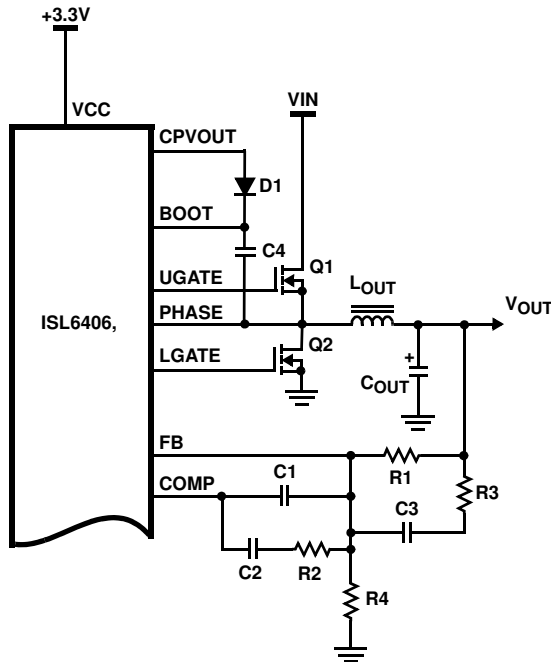 +3.3V
VCC
CPVOUT
VIN
D1
BOOT
C4
Q1
UGATE
LOUT
ISL6406,
PHASE
VOUT
Q2
LGATE
+
COUT
FB
R1
COMP
C1
R3
C3
C2
R2
R4